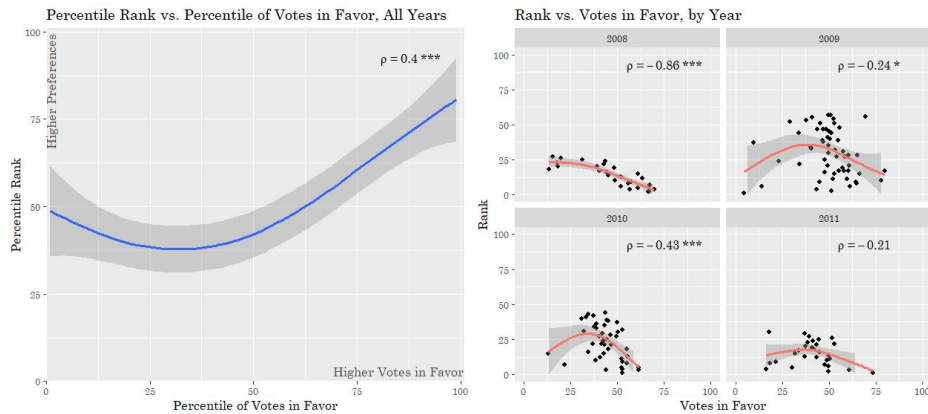 Percentile Rank vs. Percentile of Votes in Favor, All Years
100
75
50
25
0
Percentile Rank
Higher Preferences
ρ = 0.4 ***
Higher Votes in Favor
0 25 50 75 100
Percentile of Votes in Favor
Rank vs. Votes in Favor, by Year
2008 2009
100
75
50
25
0
ρ = −0.86 *** ρ = −0.24 *
Rank
2010 2011
100
75
50
25
0
ρ = −0.43 *** ρ = −0.21
0 25 50 75 100 0 25 50 75 100
Votes in Favor